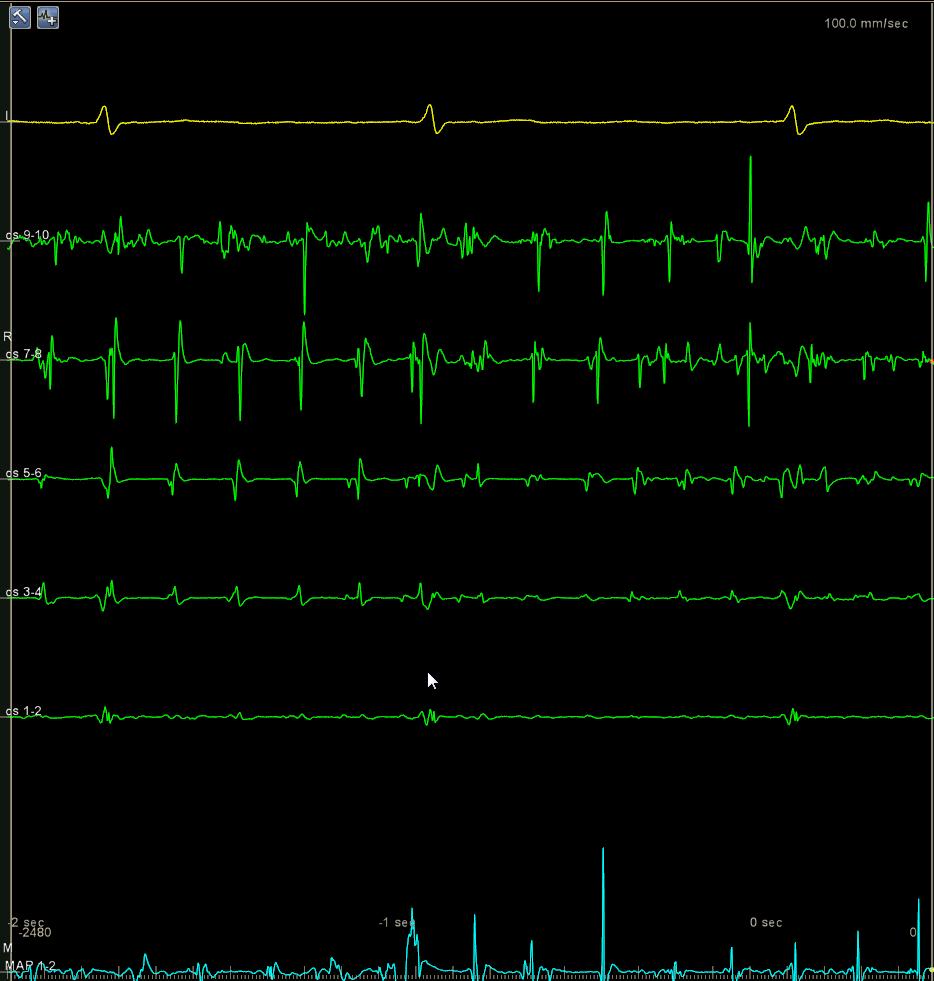 100.0 mm/sec
I
cs 9-10
R
cs 7-8
cs 5-6
cs 3-4
cs 1-2
-2 sec
-1 sec
0 sec
-2480
0
M
MAP 1-2